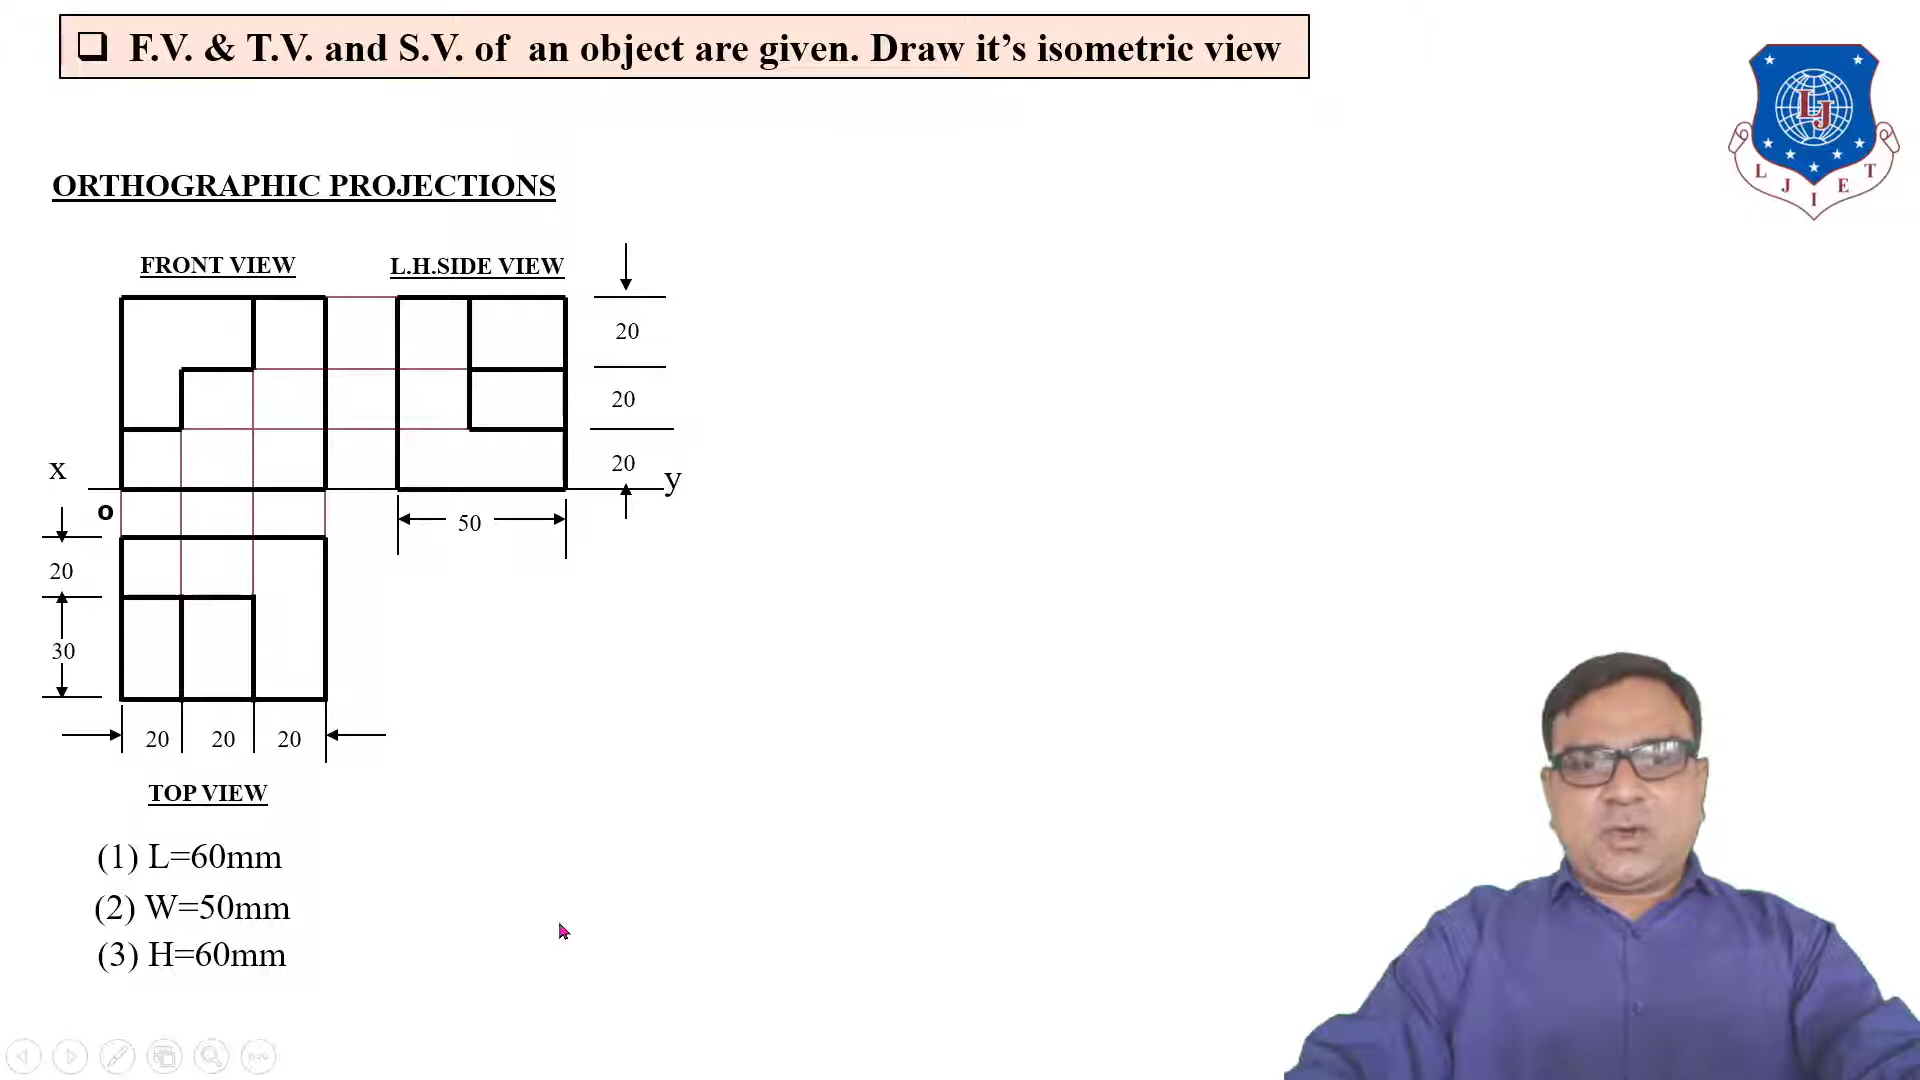 ❑ F.V. & T.V. and S.V. of an object are given. Draw it’s isometric view
L J I E T
LJ
ORTHOGRAPHIC PROJECTIONS
FRONT VIEW
L.H.SIDE VIEW
20
20
20
x
y
o
50
20
30
20 20 20
TOP VIEW
(1) L=60mm
(2) W=50mm
(3) H=60mm